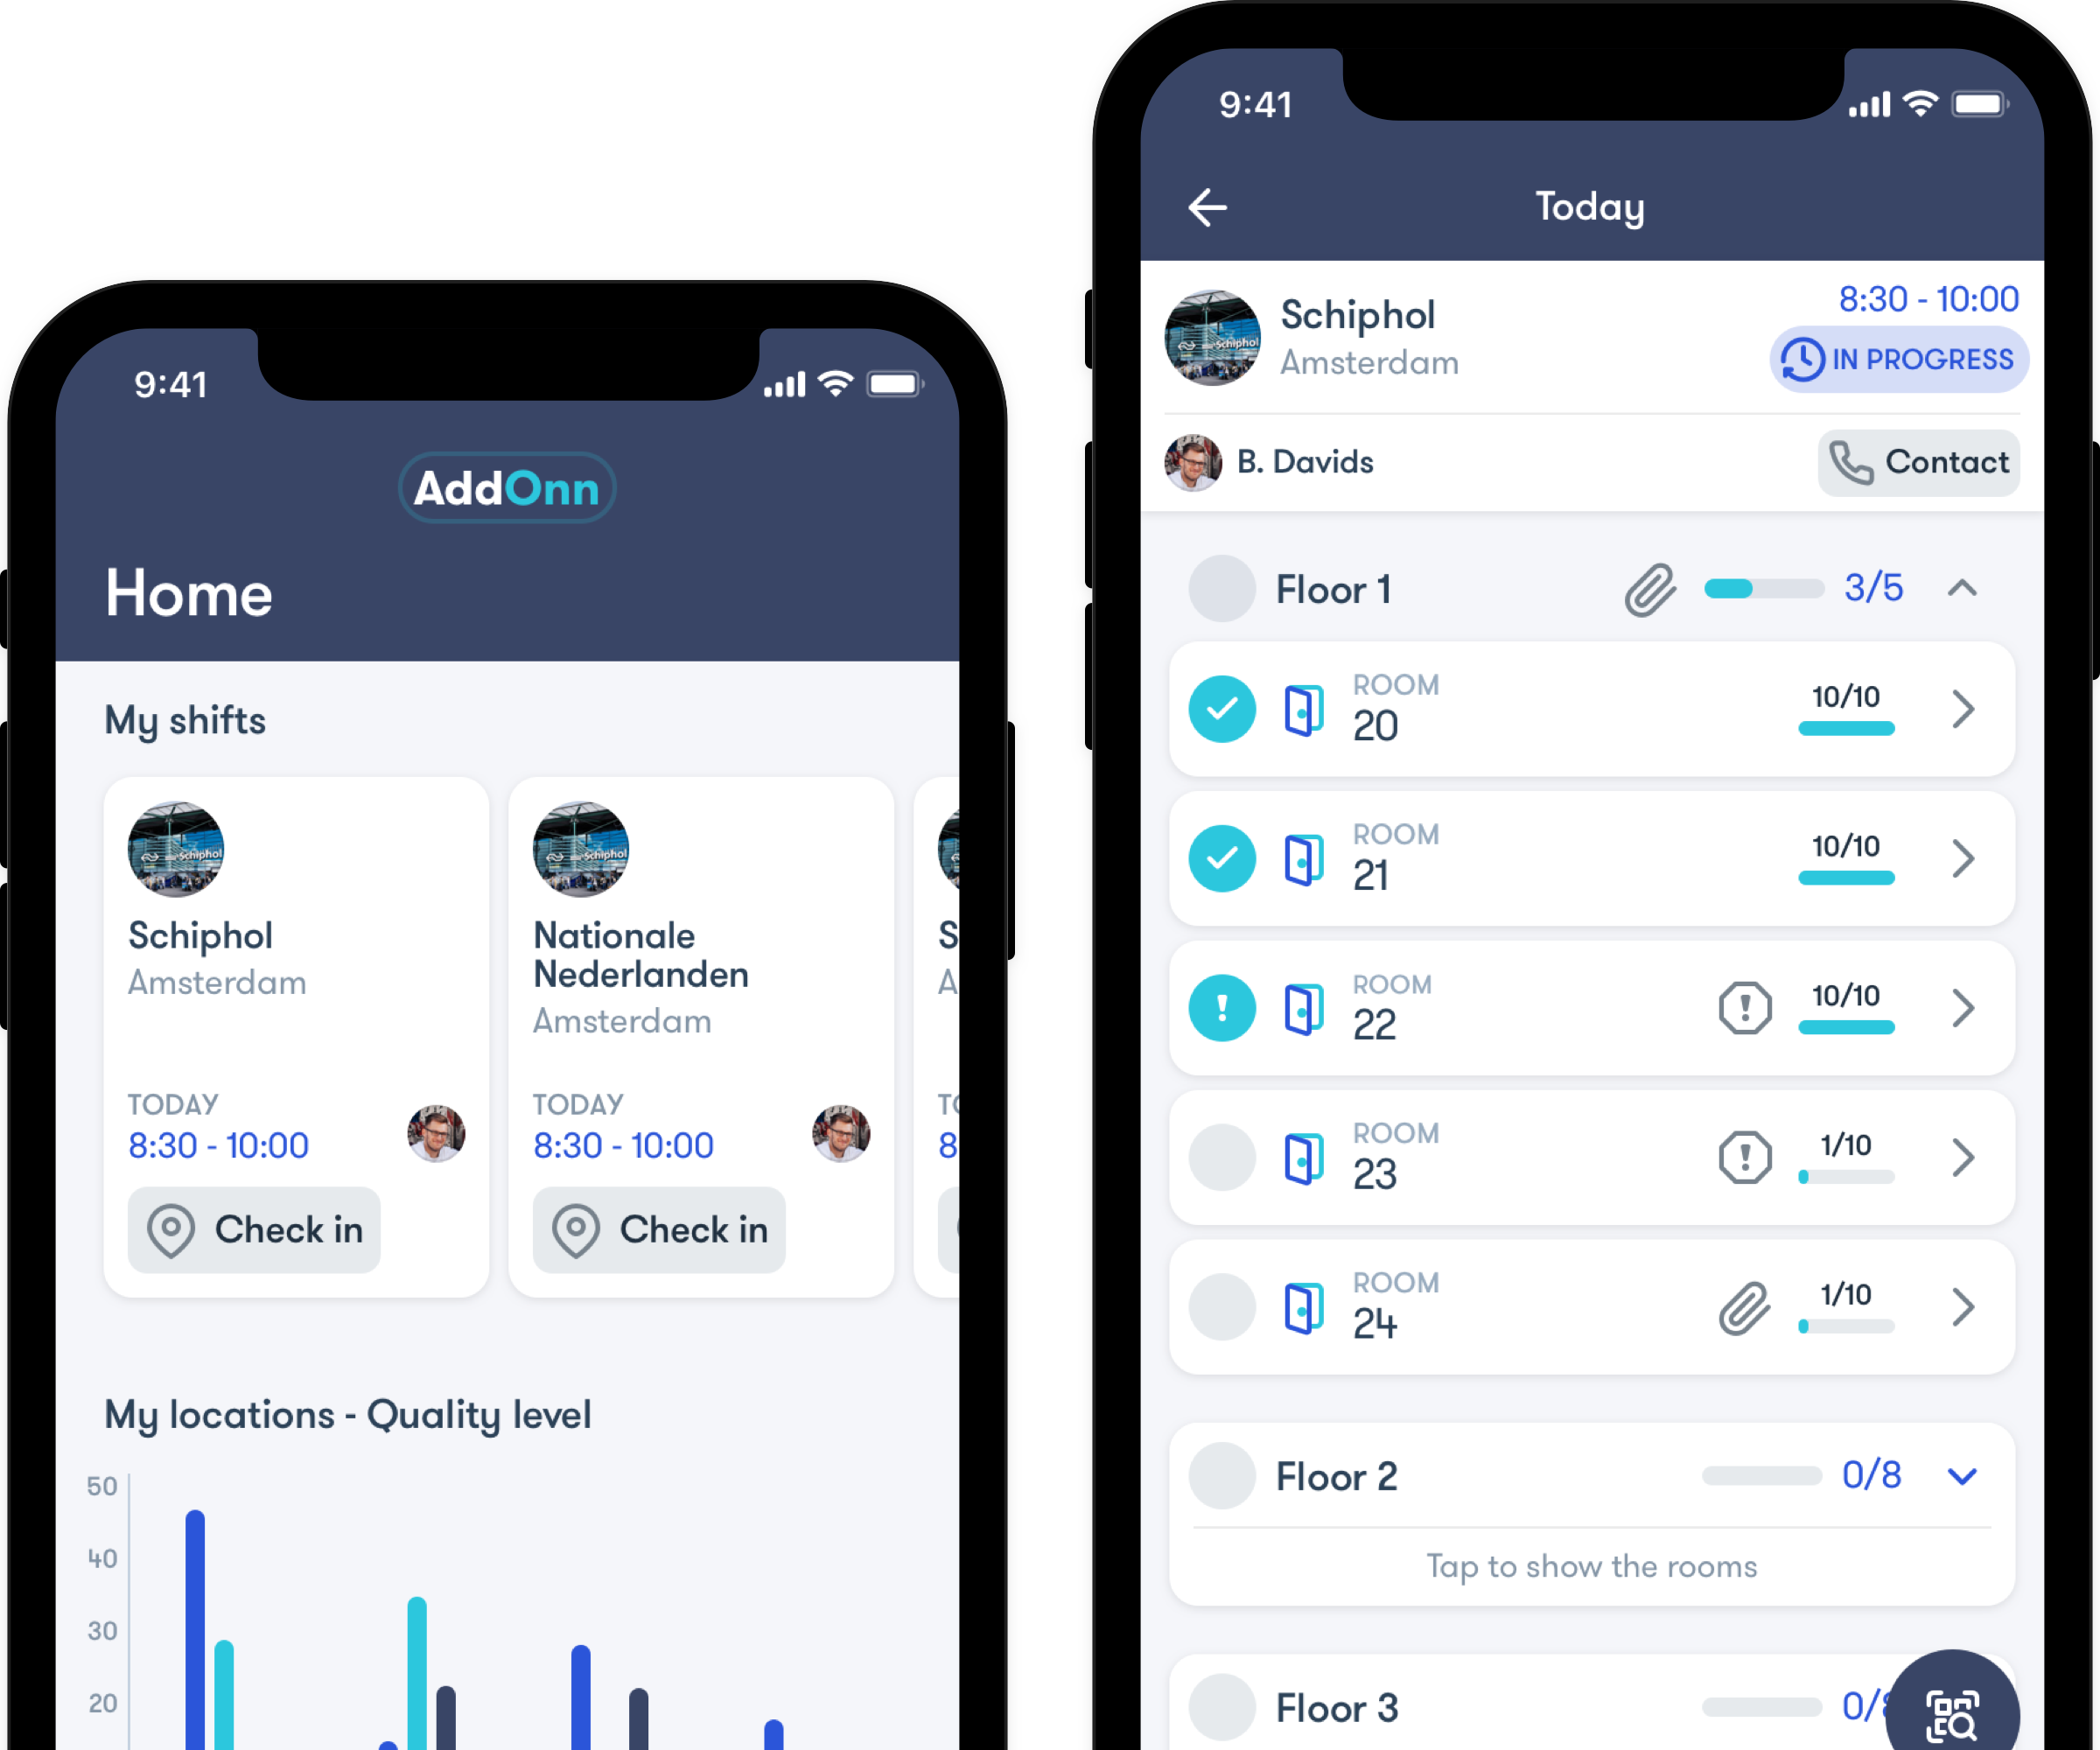 9:41
AddOnn
Home
My shifts
Schiphol
Schiphol
Amsterdam
TODAY
8:30 - 10:00
Check in
Schiphol
Nationale
Nederlanden
Amsterdam
TODAY
8:30 - 10:00
Check in
S
A
8
My locations - Quality level
50
40
30
20
9:41
Today
Schiphol
Schiphol
Amsterdam
8:30 - 10:00
IN PROGRESS
B. Davids
Contact
Floor 1
3/5
ROOM
20
10/10
ROOM
21
10/10
ROOM
22
10/10
ROOM
23
1/10
ROOM
24
1/10
Floor 2
0/8
Tap to show the rooms
Floor 3
0/